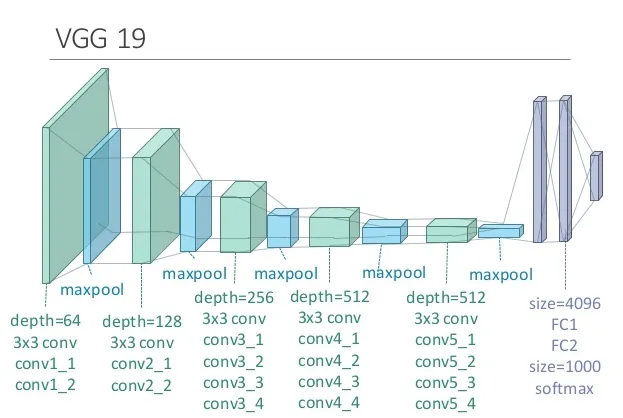 VGG 19
maxpool
maxpool
maxpool
maxpool
maxpool
depth=64
3x3 conv
conv1_1
conv1_2
depth=128
3x3 conv
conv2_1
conv2_2
depth=256
3x3 conv
conv3_1
conv3_2
conv3_3
conv3_4
depth=512
3x3 conv
conv4_1
conv4_2
conv4_3
conv4_4
depth=512
3x3 conv
conv5_1
conv5_2
conv5_3
conv5_4
size=4096
FC1
FC2
size=1000
softmax